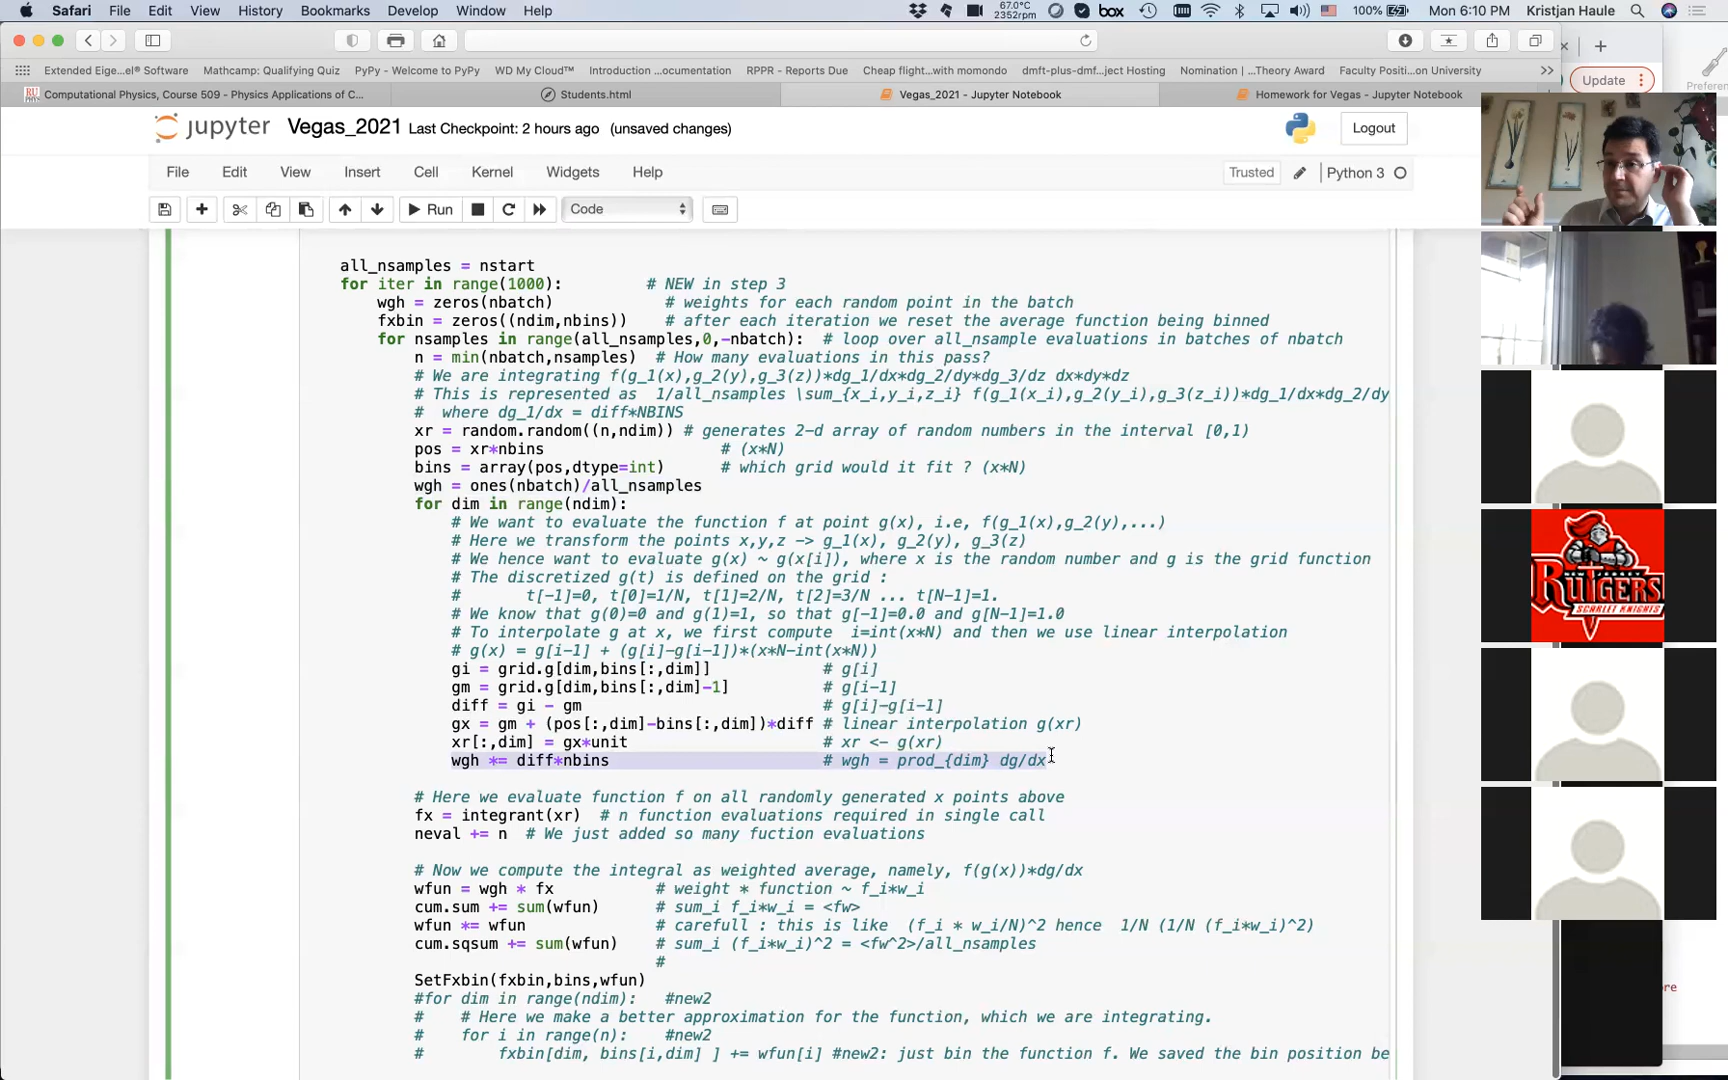 Safari File Edit View History Bookmarks Develop Window Help 67.0°C 2352rpm box 100% Mon 6:10 PM Kristjan Haule
Extended Eige...el® Software Mathcamp: Qualifying Quiz PyPy - Welcome to PyPy WD My Cloud™ Introduction ...ocumentation RPPR - Reports Due Cheap flight...with momondo dmft-plus-dmf...ject Hosting Nomination |...Theory Award Faculty Positi...on University >> Update
Preferen
RU Computational Physics, Course 509 - Physics Applications of C... Students.html Vegas_2021 - Jupyter Notebook Homework for Vegas - Jupyter Notebook
jupyter Vegas_2021 Last Checkpoint: 2 hours ago (unsaved changes) Logout
File Edit View Insert Cell Kernel Widgets Help Trusted Python 3
Run Code
all_nsamples = nstart
for iter in range(1000): # NEW in step 3
wgh = zeros(nbatch) # weights for each random point in the batch
fxbin = zeros((ndim,nbins)) # after each iteration we reset the average function being binned
for nsamples in range(all_nsamples,0,-nbatch): # loop over all_nsample evaluations in batches of nbatch
n = min(nbatch,nsamples) # How many evaluations in this pass?
# We are integrating f(g_1(x),g_2(y),g_3(z))*dg_1/dx*dg_2/dy*dg_3/dz dx*dy*dz
# This is represented as 1/all_nsamples \sum_{x_i,y_i,z_i} f(g_1(x_i),g_2(y_i),g_3(z_i))*dg_1/dx*dg_2/dy
# where dg_1/dx = diff*NBINS
xr = random.random((n,ndim)) # generates 2-d array of random numbers in the interval [0,1)
pos = xr*nbins # (x*N)
bins = array(pos,dtype=int) # which grid would it fit ? (x*N)
wgh = ones(nbatch)/all_nsamples
for dim in range(ndim):
# We want to evaluate the function f at point g(x), i.e, f(g_1(x),g_2(y),...)
# Here we transform the points x,y,z -> g_1(x), g_2(y), g_3(z)
# We hence want to evaluate g(x) ~ g(x[i]), where x is the random number and g is the grid function
# The discretized g(t) is defined on the grid :
# t[-1]=0, t[0]=1/N, t[1]=2/N, t[2]=3/N ... t[N-1]=1.
# We know that g(0)=0 and g(1)=1, so that g[-1]=0.0 and g[N-1]=1.0
# To interpolate g at x, we first compute i=int(x*N) and then we use linear interpolation
# g(x) = g[i-1] + (g[i]-g[i-1])*(x*N-int(x*N))
gi = grid.g[dim,bins[:,dim]] # g[i]
gm = grid.g[dim,bins[:,dim]-1] # g[i-1]
diff = gi - gm # g[i]-g[i-1]
gx = gm + (pos[:,dim]-bins[:,dim])*diff # linear interpolation g(xr)
xr[:,dim] = gx*unit # xr <- g(xr)
wgh *= diff*nbins # wgh = prod_{dim} dg/dx
# Here we evaluate function f on all randomly generated x points above
fx = integrant(xr) # n function evaluations required in single call
neval += n # We just added so many fuction evaluations
# Now we compute the integral as weighted average, namely, f(g(x))*dg/dx
wfun = wgh * fx # weight * function ~ f_i*w_i
cum.sum += sum(wfun) # sum_i f_i*w_i = <fw>
wfun *= wfun # carefull : this is like (f_i * w_i/N)^2 hence 1/N (1/N (f_i*w_i)^2)
cum.sqsum += sum(wfun) # sum_i (f_i*w_i)^2 = <fw^2>/all_nsamples
#
SetFxbin(fxbin,bins,wfun)
#for dim in range(ndim): #new2
# # Here we make a better approximation for the function, which we are integrating.
# for i in range(n): #new2
# fxbin[dim, bins[i,dim] ] += wfun[i] #new2: just bin the function f. We saved the bin position be
RUTGERS
SCARLET KNIGHTS
ore